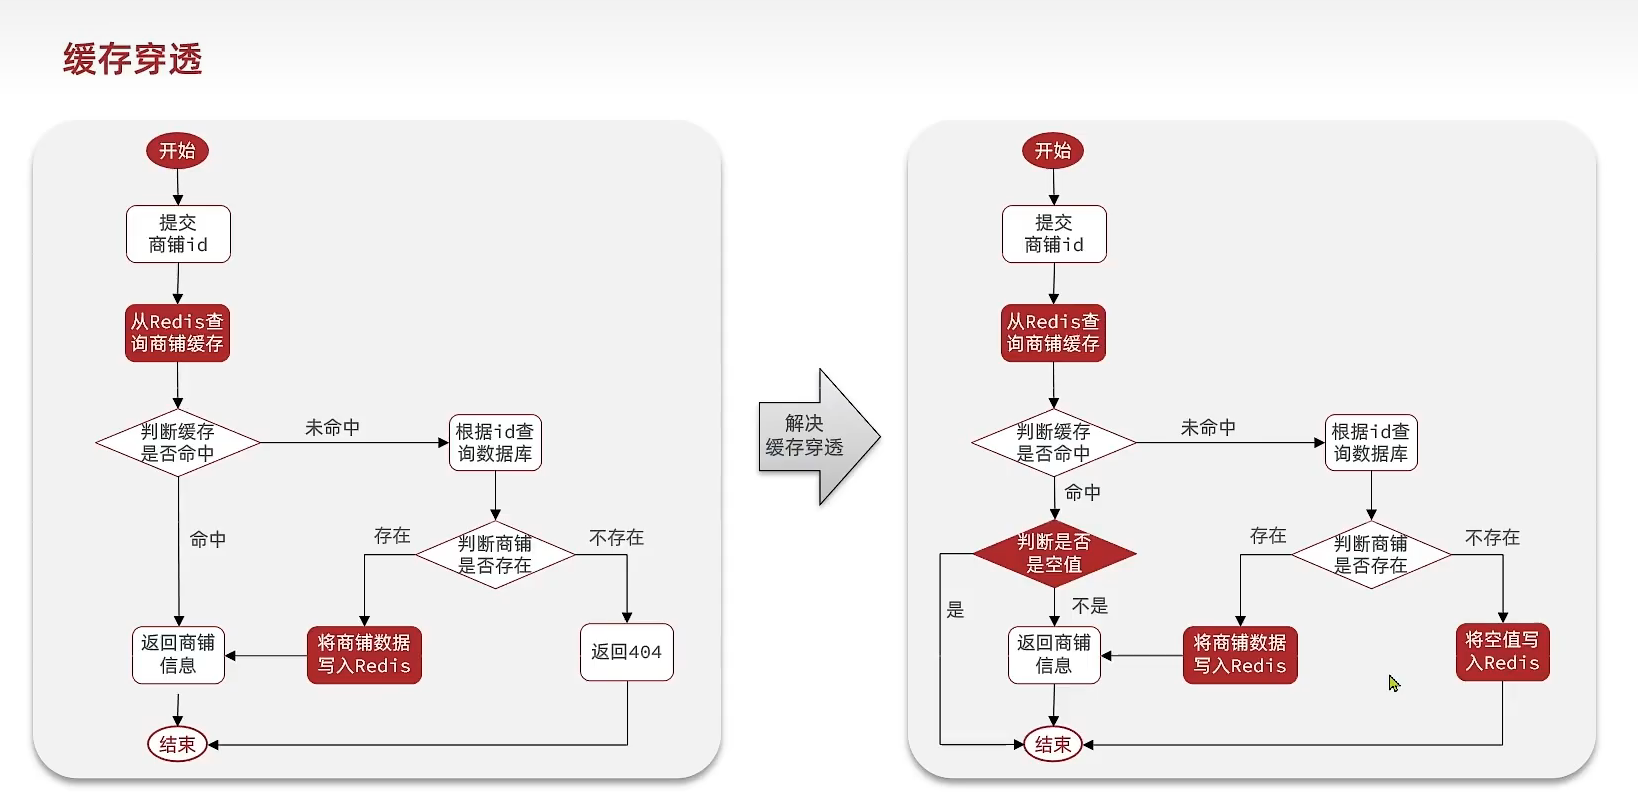 缓存穿透
开始
提交
商铺id
从Redis查
询商铺缓存
判断缓存
是否命中
未命中
根据id查
询数据库
命中
存在
判断商铺
是否存在
不存在
返回商铺
信息
将商铺数据
写入Redis
返回404
结束
解决
缓存穿透
开始
提交
商铺id
从Redis查
询商铺缓存
判断缓存
是否命中
未命中
根据id查
询数据库
命中
判断是否
是空值
存在
判断商铺
是否存在
不存在
是
不是
返回商铺
信息
将商铺数据
写入Redis
将空值写
入Redis
结束